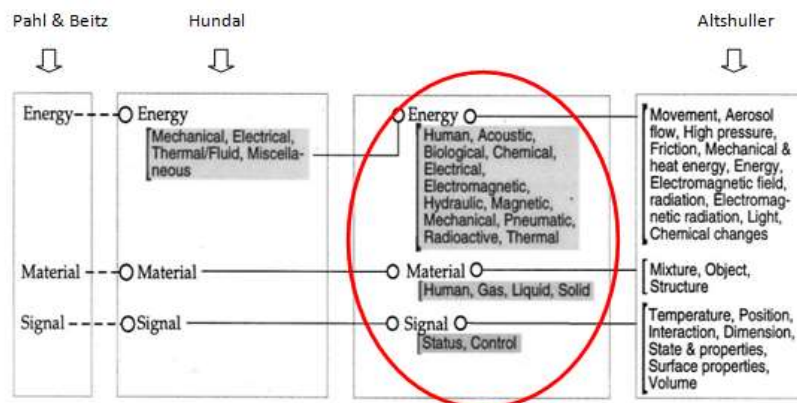 Pahl & Beitz
Hundal
Altshuller
Energy
Energy
Mechanical, Electrical,
Thermal/Fluid, Miscella-
neous
Energy
Human, Acoustic,
Biological, Chemical,
Electrical,
Electromagnetic,
Hydraulic, Magnetic,
Mechanical, Pneumatic,
Radioactive, Thermal
Movement, Aerosol
flow, High pressure,
Friction, Mechanical &
heat energy, Energy,
Electromagnetic field,
radiation, Electromag-
netic radiation, Light,
Chemical changes
Material
Material
Material
Human, Gas, Liquid, Solid
Mixture, Object,
Structure
Signal
Signal
Signal
Status, Control
Temperature, Position,
Interaction, Dimension,
State & properties,
Surface properties,
Volume